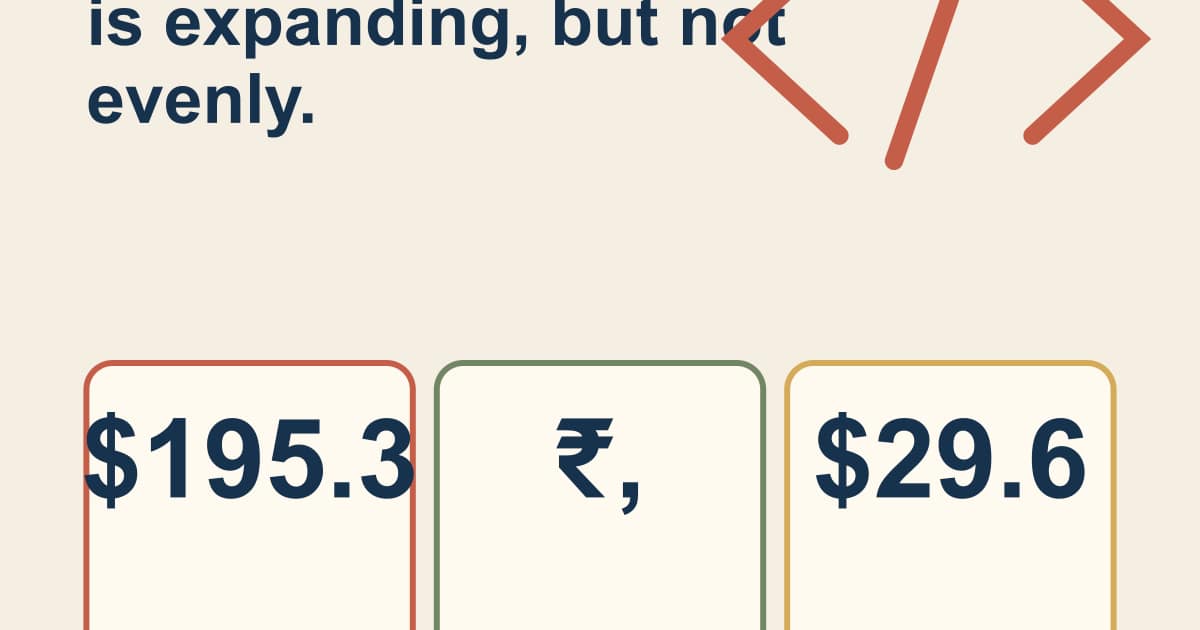 is expanding, but not
evenly.
$195.3
₹,
$29.6